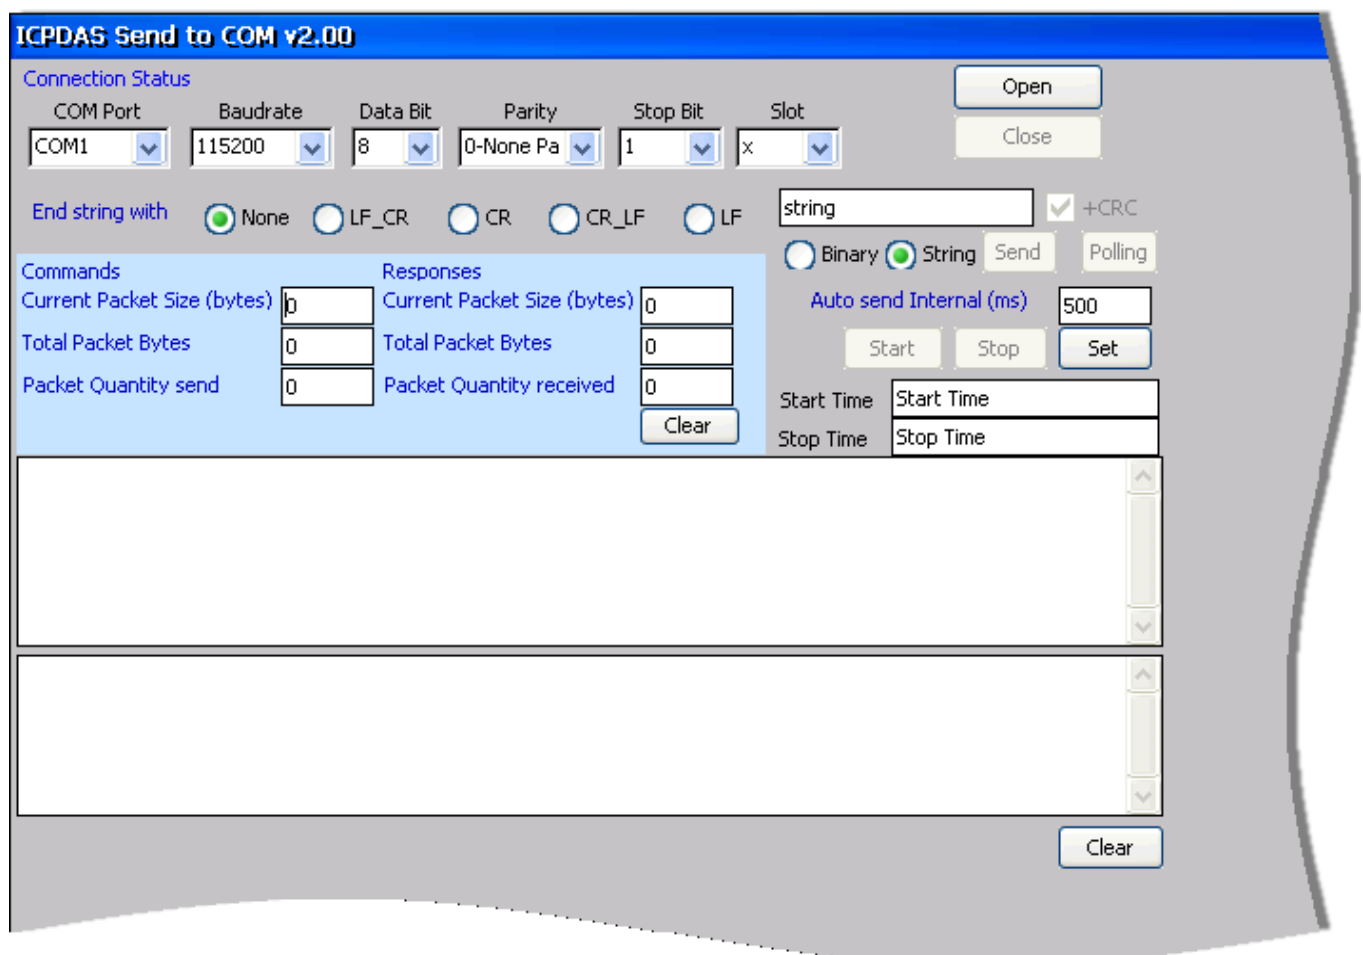 ICPDAS Send to COM v2.00
Connection Status
Open
COM Port Baudrate Data Bit Parity Stop Bit Slot
COM1 115200 8 0-None Pa 1 x
Close
End string with None LF_CR CR CR_LF LF
string +CRC
Binary String Send Polling
Commands Responses
Current Packet Size (bytes) 0 Current Packet Size (bytes) 0
Auto send Internal (ms) 500
Total Packet Bytes 0 Total Packet Bytes 0
Start Stop Set
Packet Quantity send 0 Packet Quantity received 0
Start Time Start Time
Clear
Stop Time Stop Time
Clear